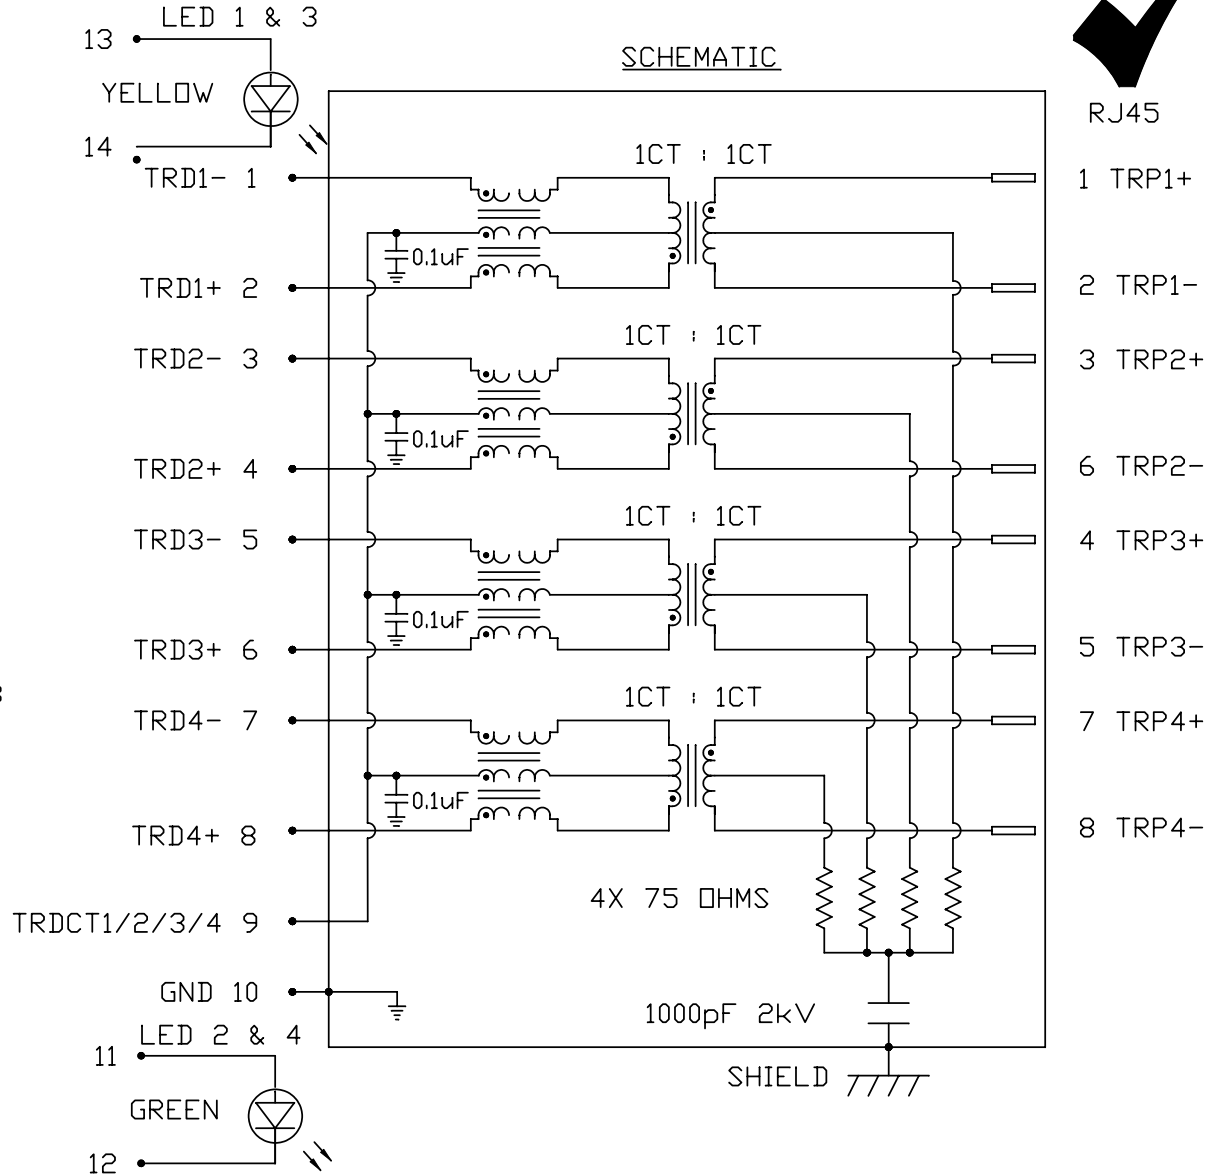 LED 1 & 3
13
SCHEMATIC
YELLOW
RJ45
14
1CT : 1CT
TRD1- 1
1 TRP1+
0.1uF
TRD1+ 2
2 TRP1-
1CT : 1CT
TRD2- 3
3 TRP2+
0.1uF
TRD2+ 4
6 TRP2-
1CT : 1CT
TRD3- 5
4 TRP3+
0.1uF
TRD3+ 6
5 TRP3-
1CT : 1CT
TRD4- 7
7 TRP4+
0.1uF
TRD4+ 8
8 TRP4-
4X 75 OHMS
TRDCT1/2/3/4 9
GND 10
1000pF 2kV
LED 2 & 4
11
SHIELD
GREEN
12